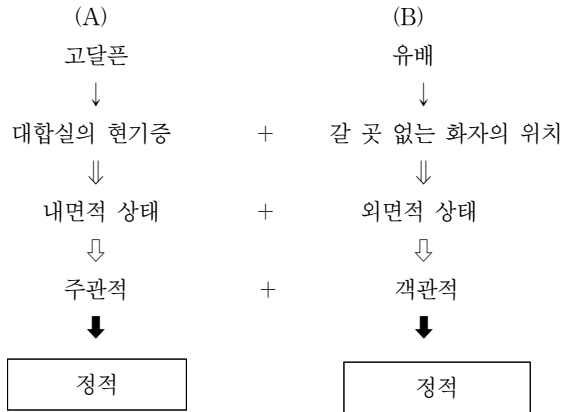 (A) (B)
고달픈 유배
↓ ↓
대합실의 현기증 + 갈 곳 없는 화자의 위치
⇓ ⇓
내면적 상태 + 외면적 상태
⇩ ⇩
주관적 + 객관적
🡇 🡇
정적 정적